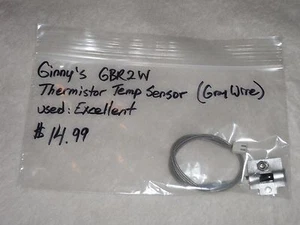 Ginny's GBR2W
Thermistor Temp Sensor (Gray Wire)
used: Excellent
$14.99